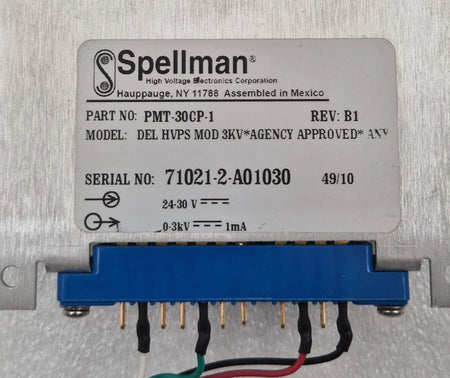 Spellman®
High Voltage Electronics Corporation
Hauppauge, NY 11788 Assembled in Mexico
PART NO: PMT-30CP-1 REV: B1
MODEL: DEL HVPS MOD 3KV*AGENCY APPROVED* ANY
SERIAL NO: 71021-2-A01030 49/10
24-30 V
0-3kV 1mA